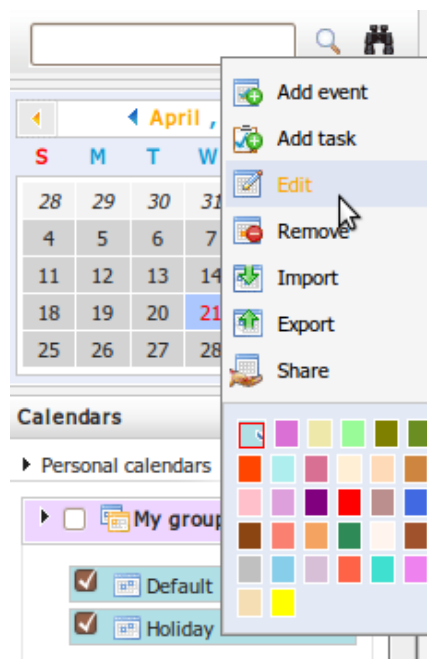 Add event
April ,
Add task
S M T W
Edit
28 29 30 31
Remove
4 5 6 7
11 12 13 14
Import
18 19 20 21
Export
25 26 27 28
Share
Calendars
Personal calendars
My group
Default
Holiday